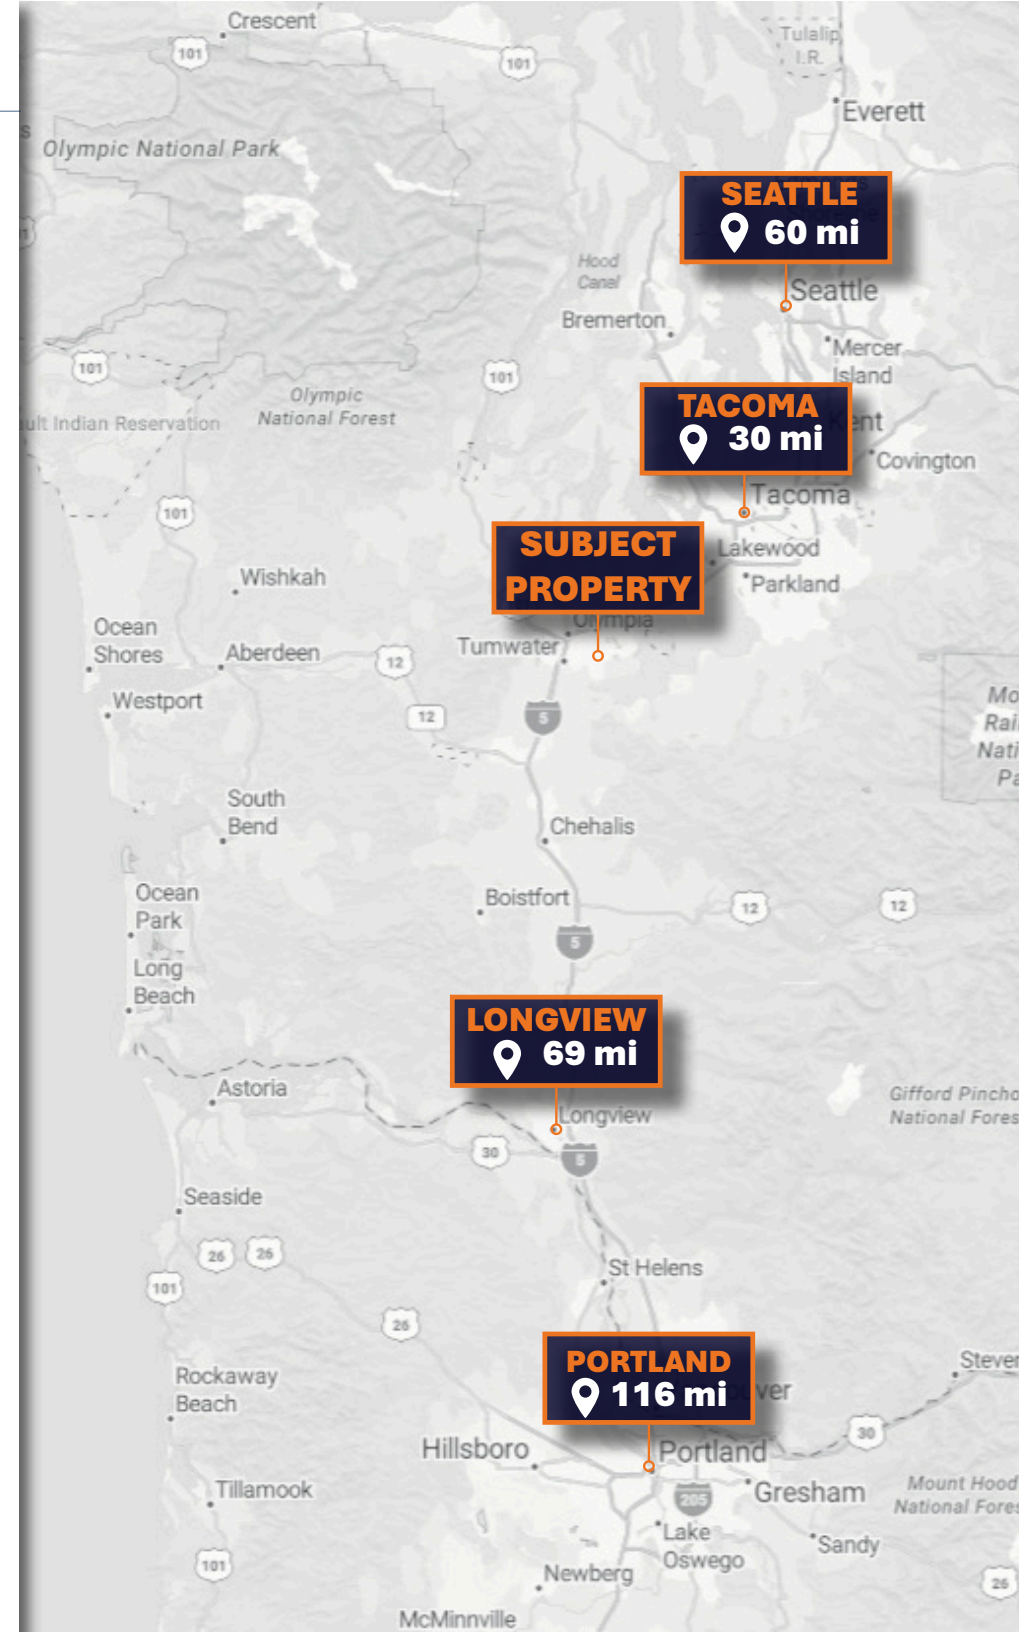 Crescent
101
101
Tulalip
I.R.
Everett
Olympic National Park
SEATTLE
60 mi
Hood
Canal
Seattle
Bremerton
Mercer
Island
101
101
Olympic
National Forest
TACOMA
30 mi
Indian Reservation
Covington
Tacoma
101
SUBJECT
PROPERTY
Lakewood
Parkland
Wishkah
Olympia
Ocean
Shores
Aberdeen
Tumwater
12
Westport
12
5
South
Bend
Chehalis
Ocean
Park
Boistfort
12
12
5
Long
Beach
LONGVIEW
69 mi
Astoria
Longview
Gifford Pincho
National Fores
30
5
Seaside
26
26
101
St Helens
26
PORTLAND
116 mi
Rockaway
Beach
Steven
30
Hillsboro
Portland
Tillamook
205
Gresham
Mount Hood
National Fores
Lake
Oswego
Sandy
101
Newberg
26
McMinnville